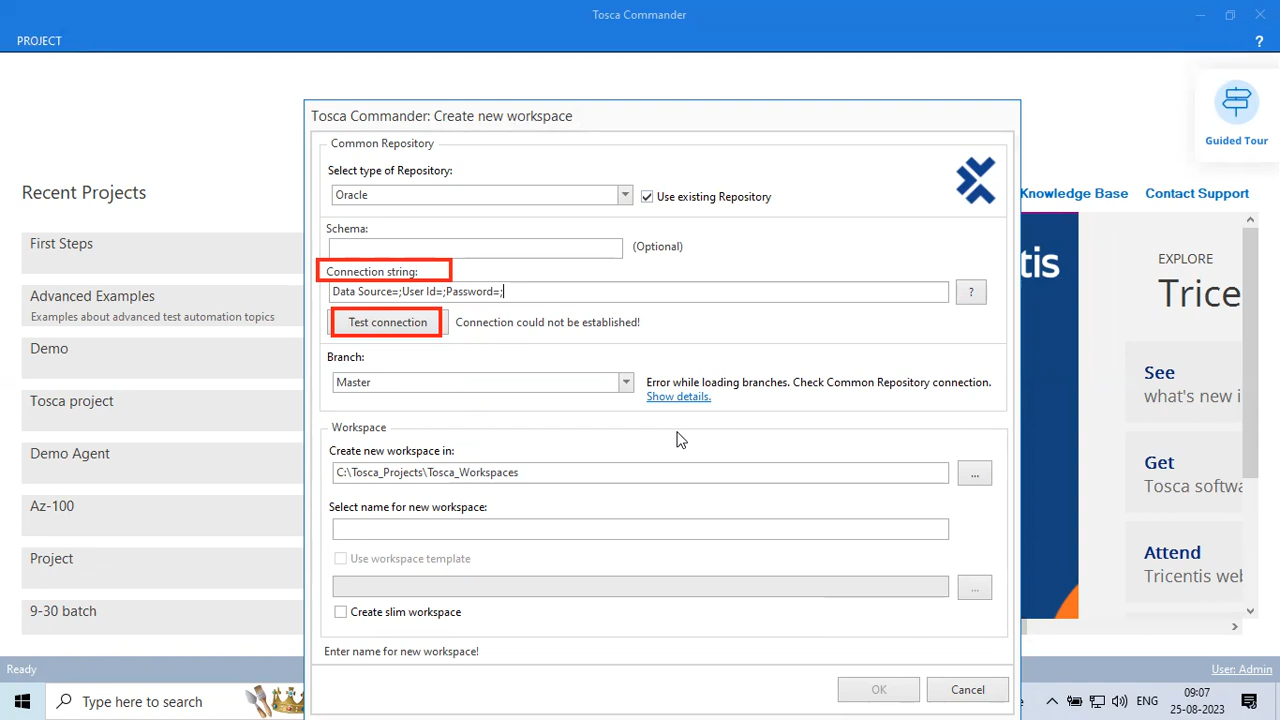 Tosca Commander
PROJECT
?
Guided Tour
Recent Projects
First Steps
Advanced Examples
Examples about advanced test automation topics
Demo
Tosca project
Demo Agent
Az-100
Project
9-30 batch
Tosca Commander: Create new workspace
Common Repository
Select type of Repository:
Oracle
Use existing Repository
Schema:
(Optional)
Connection string:
Data Source=;User Id=;Password=;
?
Test connection
Connection could not be established!
Branch:
Master
Error while loading branches. Check Common Repository connection.
Show details.
Workspace
Create new workspace in:
C:\Tosca_Projects\Tosca_Workspaces
...
Select name for new workspace:
Use workspace template
...
Create slim workspace
Enter name for new workspace!
OK
Cancel
Knowledge Base
Contact Support
ntis
EXPLORE
Trice
See
what's new i
Get
Tosca softw
Attend
Tricentis web
Ready
User: Admin
Type here to search
ENG
09:07
25-08-2023